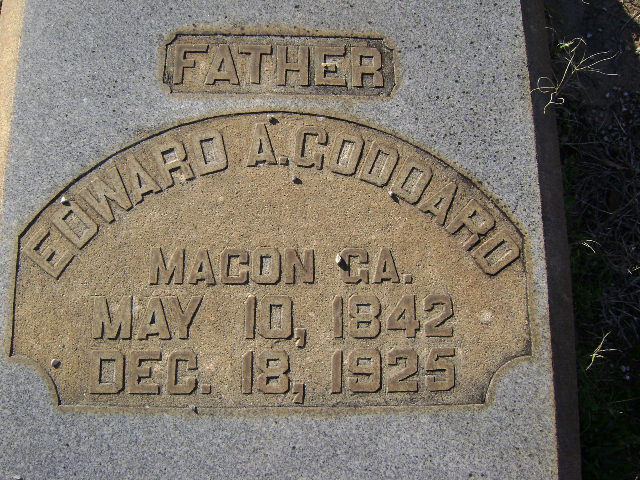 FATHER
EDWARD A. GODDARD
MACON GA.
MAY 10, 1842
DEC. 18, 1925